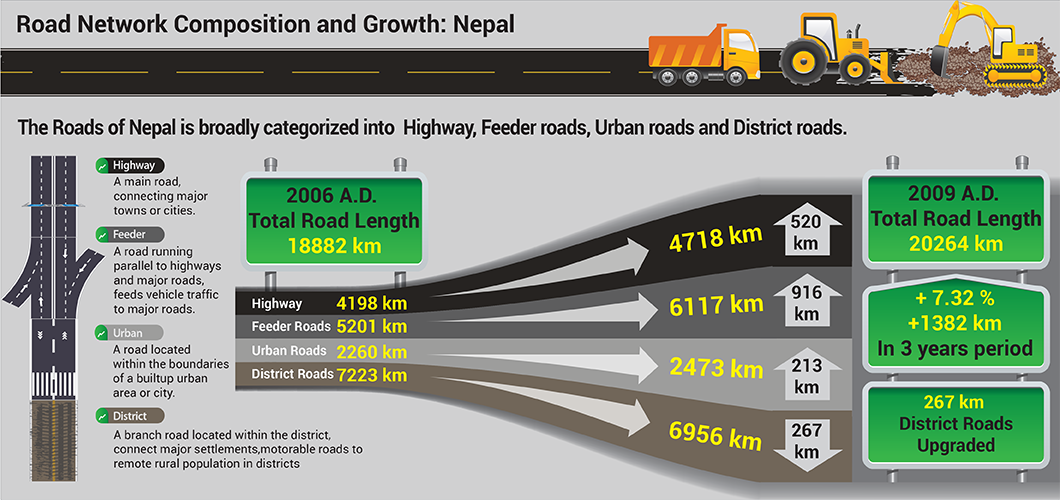 Road Network Composition and Growth: Nepal
The Roads of Nepal is broadly categorized into Highway, Feeder roads, Urban roads and District roads.
Highway
A main road,
connecting major
towns or cities.
Feeder
A road running
parallel to highways
and major roads,
feeds vehicle traffic
to major roads.
Urban
A road located
within the boundaries
of a builtup urban
area or city.
District
A branch road located within the district,
connect major settlements,motorable roads to
remote rural population in districts
2006 A.D.
Total Road Length
18882 km
Highway 4198 km
Feeder Roads 5201 km
Urban Roads 2260 km
District Roads 7223 km
4718 km
520
km
6117 km
916
km
2473 km
213
km
6956 km
267
km
2009 A.D.
Total Road Length
20264 km
+ 7.32 %
+1382 km
In 3 years period
267 km
District Roads
Upgraded